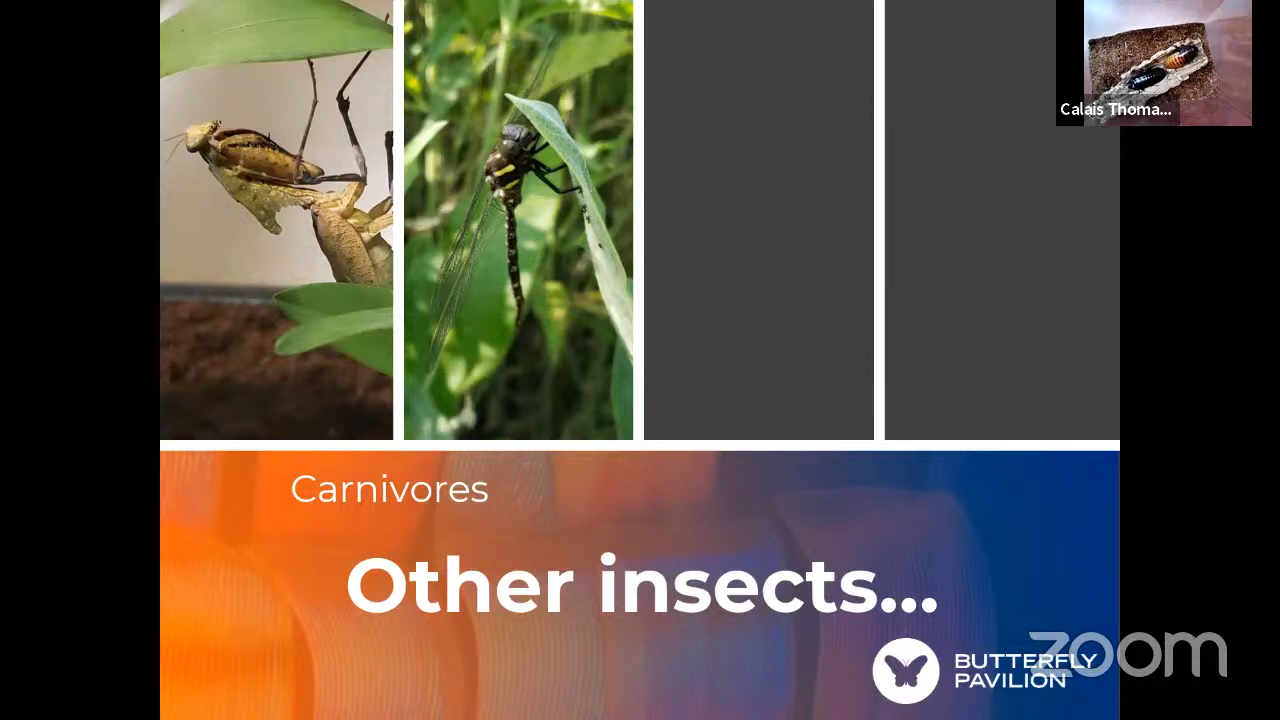 Calais Thoma...
Carnivores
Other insects...
BUTTERFLY
PAVILION
zoom